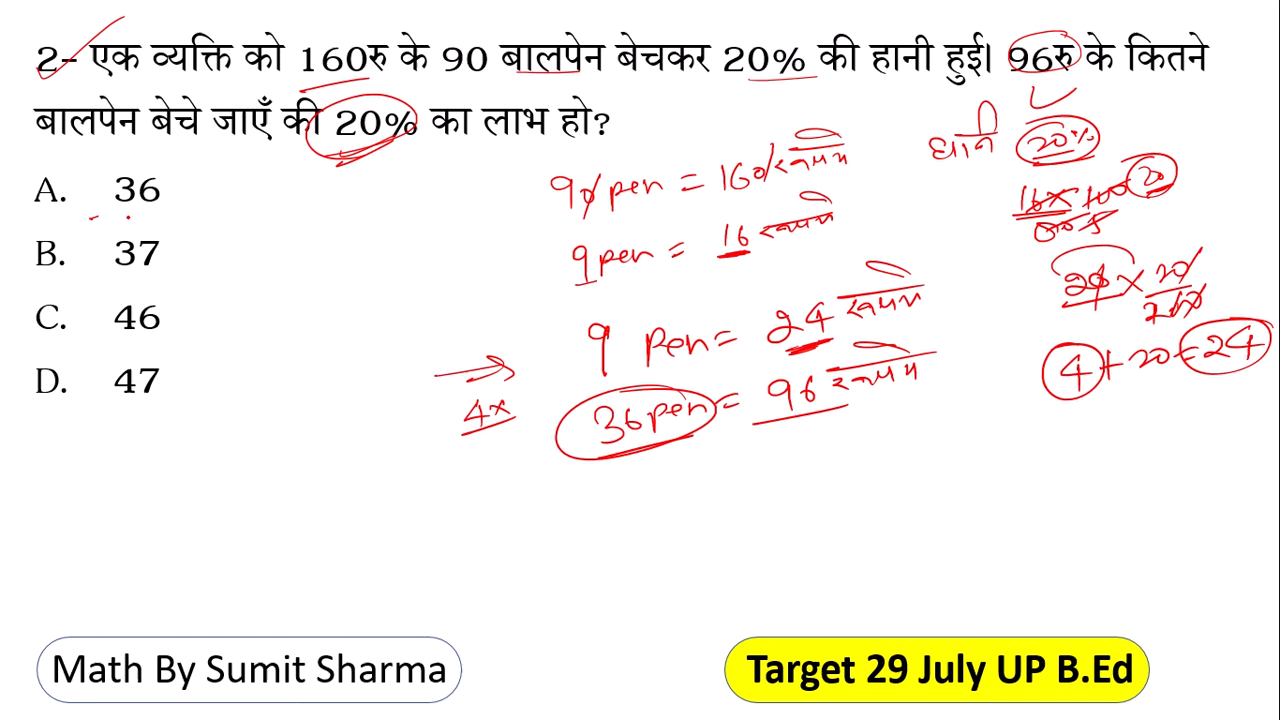 2- एक व्यक्ति को 160रु के 90 बालपेन बेचकर 20% की हानी हुई। 96रु के कितने
बालपेन बेचे जाएँ की 20% का लाभ हो?
A. 36
B. 37
C. 46
D. 47
90 pen = 160
9 pen = 16
9 Pen = 24
36 pen = 96
4x
20%
20
4 + 20 = 24
Math By Sumit Sharma
Target 29 July UP B.Ed